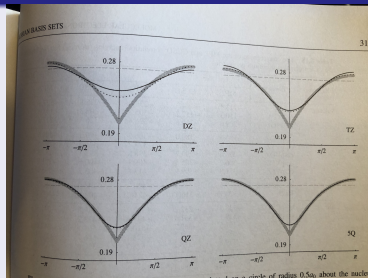 BASIS SETS
31
0.28
0.28
0.19
DZ
0.19
TZ
-π
-π/2
π/2
π
-π
-π/2
π/2
π
0.28
0.28
0.19
QZ
0.19
5Q
-π
-π/2
π/2
π
-π
-π/2
π/2
π
on a circle of radius 0.5a₀ about the nucleus